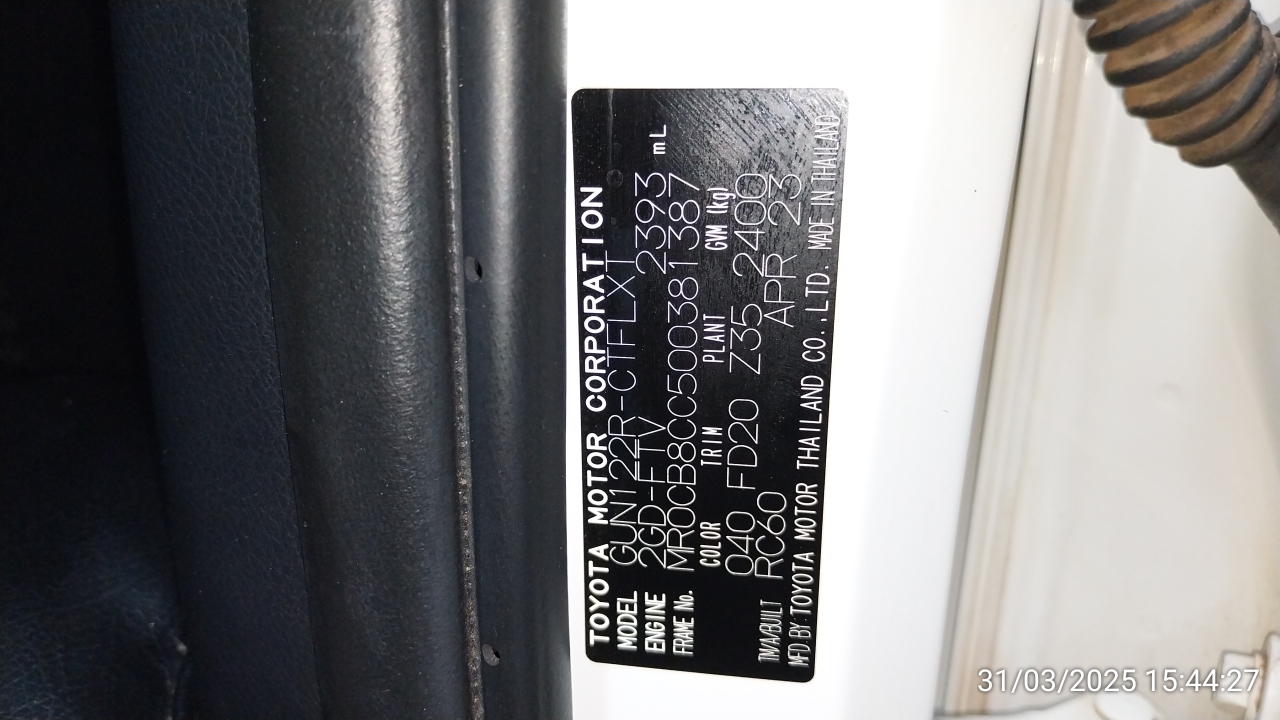 TOYOTA MOTOR CORPORATION
MODEL GUN122R-CTFLXT
ENGINE 2GD-FTV 2393 mL
FRAME No. MR0CB8CC500381387
COLOR TRIM PLANT GVM (kg)
040 FD20 Z35 2400
TMA/BUILT RC60 APR 23
MFD.BY:TOYOTA MOTOR THAILAND CO.,LTD. MADE IN THAILAND
31/03/2025 15:44:27